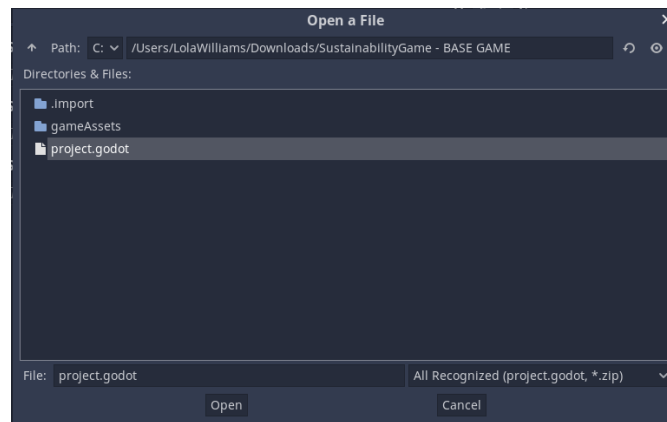 Open a File
Path: C: /Users/LolaWilliams/Downloads/SustainabilityGame - BASE GAME
Directories & Files:
.import
gameAssets
project.godot
File: project.godot All Recognized (project.godot, *.zip)
Open Cancel